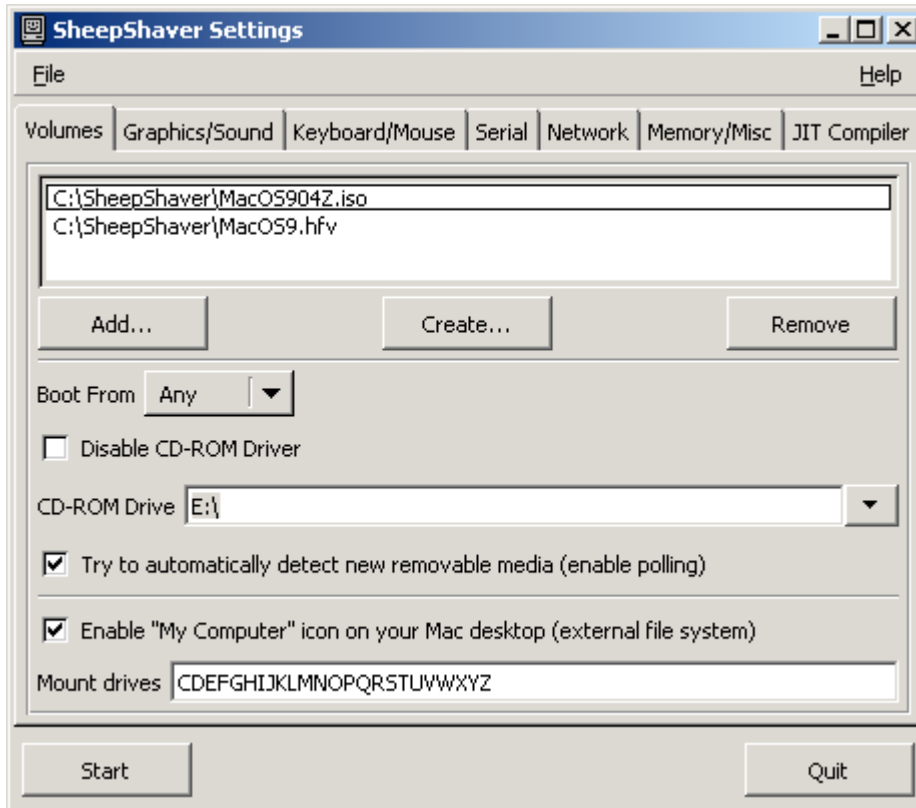 SheepShaver Settings
File Help
Volumes Graphics/Sound Keyboard/Mouse Serial Network Memory/Misc JIT Compiler
C:\SheepShaver\MacOS904Z.iso
C:\SheepShaver\MacOS9.hfv
Add... Create... Remove
Boot From Any
Disable CD-ROM Driver
CD-ROM Drive E:\
Try to automatically detect new removable media (enable polling)
Enable "My Computer" icon on your Mac desktop (external file system)
Mount drives CDEFGHIJKLMNOPQRSTUVWXYZ
Start Quit